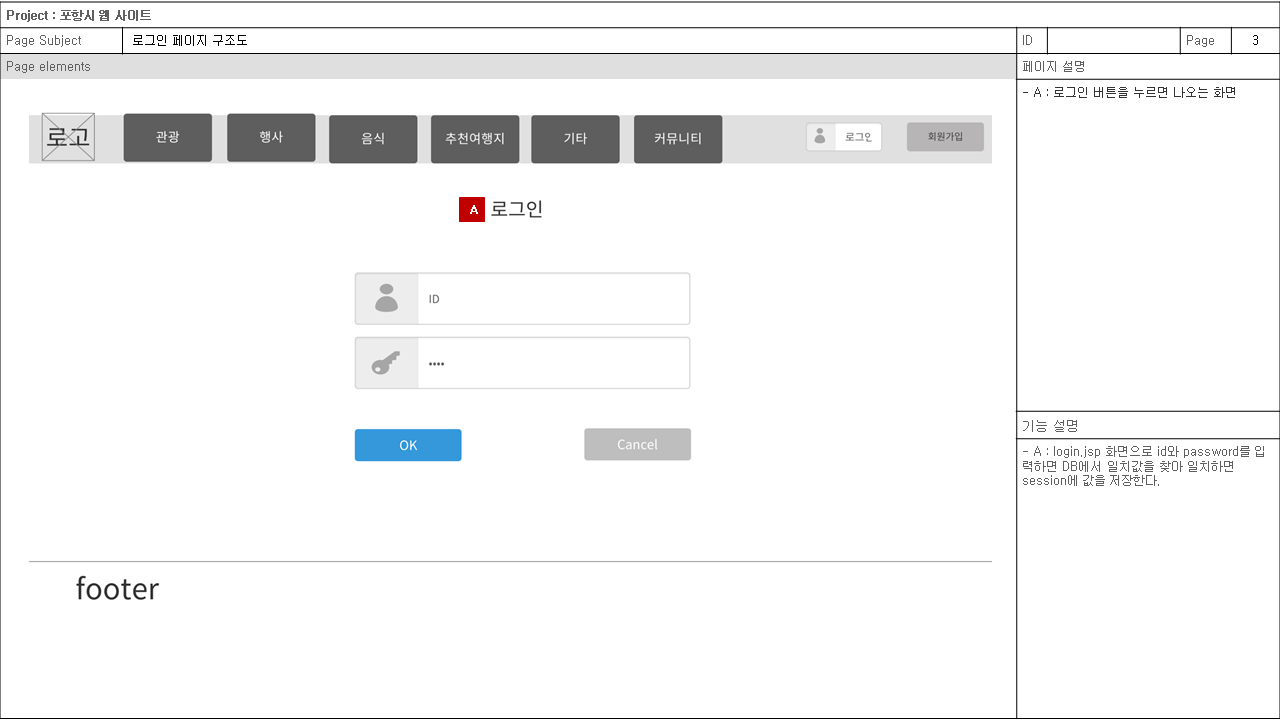 Project : 포항시 웹 사이트
Page Subject
로그인 페이지 구조도
ID
Page
3
Page elements
페이지 설명
- A : 로그인 버튼을 누르면 나오는 화면
로고
관광
행사
음식
추천여행지
기타
커뮤니티
로그인
회원가입
A 로그인
ID
••••
OK
Cancel
기능 설명
- A : login.jsp 화면으로 id와 password를 입
력하면 DB에서 일치값을 찾아 일치하면
session에 값을 저장한다.
footer